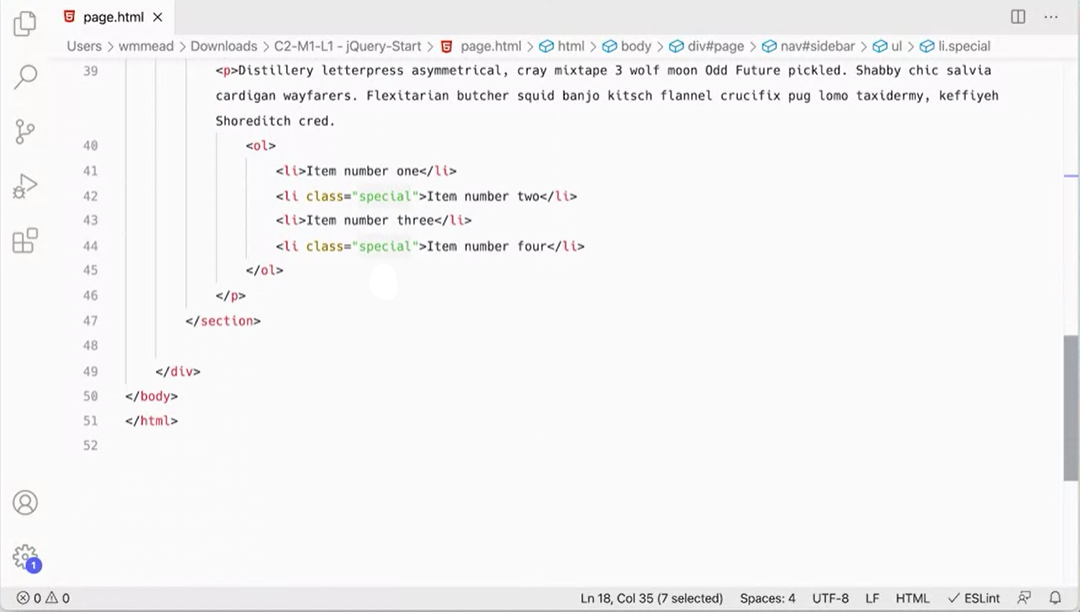 page.html
Users > wmmead > Downloads > C2-M1-L1 - jQuery-Start > page.html > html > body > div#page > nav#sidebar > ul > li.special
39 <p>Distillery letterpress asymmetrical, cray mixtape 3 wolf moon Odd Future pickled. Shabby chic salvia
cardigan wayfarers. Flexitarian butcher squid banjo kitsch flannel crucifix pug lomo taxidermy, keffiyeh
Shoreditch cred.
40 <ol>
41 <li>Item number one</li>
42 <li class="special">Item number two</li>
43 <li>Item number three</li>
44 <li class="special">Item number four</li>
45 </ol>
46 </p>
47 </section>
48
49 </div>
50 </body>
51 </html>
52
1
0 0 Ln 18, Col 35 (7 selected) Spaces: 4 UTF-8 LF HTML ESLint